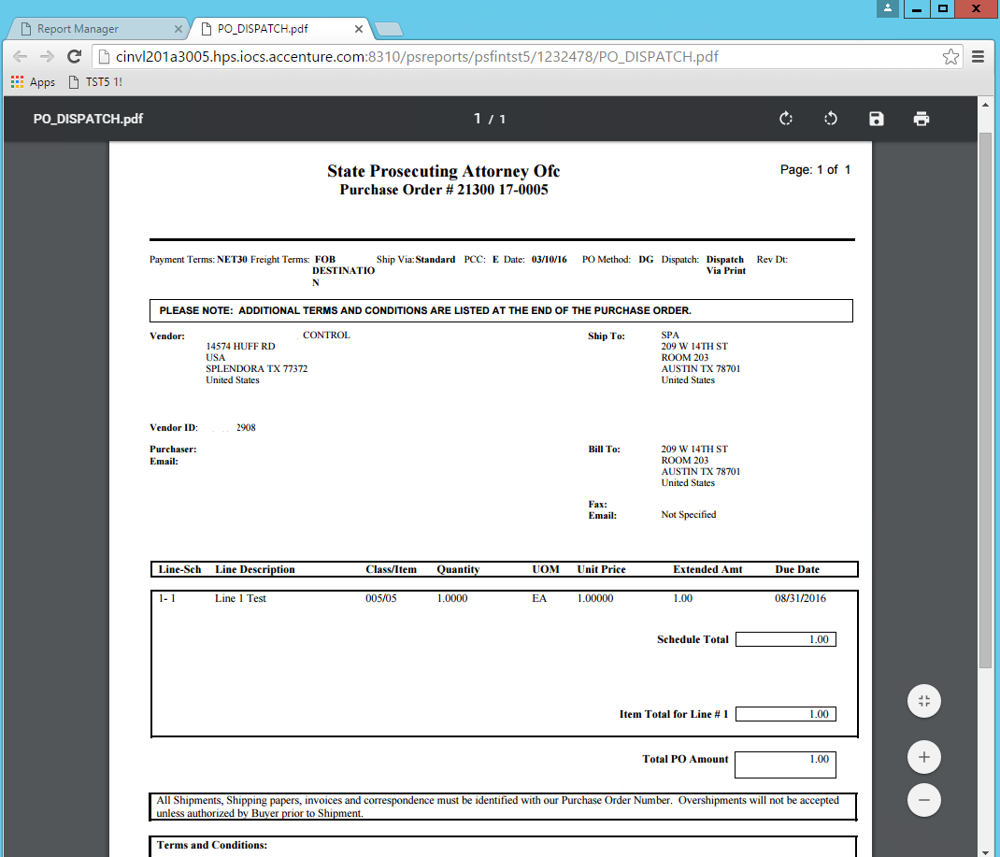 Report Manager
PO_DISPATCH.pdf
cinvl201a3005.hps.iocs.accenture.com:8310/psreports/psfintst5/1232478/PO_DISPATCH.pdf
Apps TST5 1!
PO_DISPATCH.pdf 1 / 1
State Prosecuting Attorney Ofc
Page: 1 of 1
Purchase Order # 21300 17-0005
Payment Terms: NET30 Freight Terms: FOB DESTINATIO N Ship Via: Standard PCC: E Date: 03/10/16 PO Method: DG Dispatch: Dispatch Via Print Rev Dt:
PLEASE NOTE: ADDITIONAL TERMS AND CONDITIONS ARE LISTED AT THE END OF THE PURCHASE ORDER.
Vendor: CONTROL
14574 HUFF RD
USA
SPLENDORA TX 77372
United States
Ship To: SPA
209 W 14TH ST
ROOM 203
AUSTIN TX 78701
United States
Vendor ID: 2908
Purchaser:
Email:
Bill To: 209 W 14TH ST
ROOM 203
AUSTIN TX 78701
United States
Fax:
Email: Not Specified
Line-Sch Line Description Class/Item Quantity UOM Unit Price Extended Amt Due Date
1- 1 Line 1 Test 005/05 1.0000 EA 1.00000 1.00 08/31/2016
Schedule Total 1.00
Item Total for Line # 1 1.00
Total PO Amount 1.00
All Shipments, Shipping papers, invoices and correspondence must be identified with our Purchase Order Number. Overshipments will not be accepted
unless authorized by Buyer prior to Shipment.
Terms and Conditions: